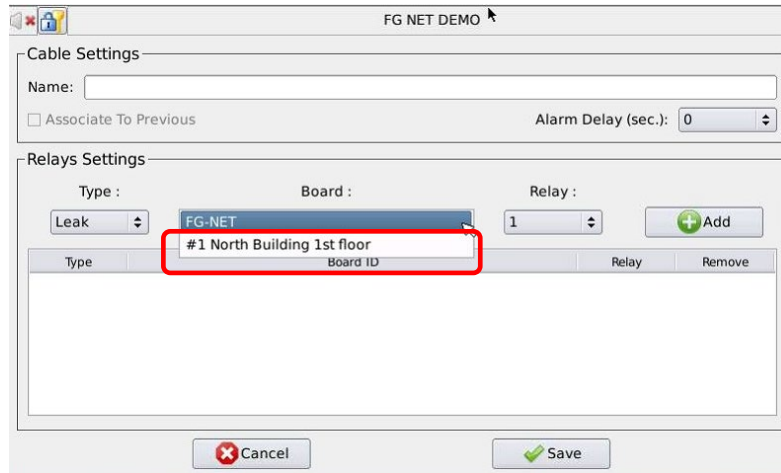 FG NET DEMO
Cable Settings
Name:
Associate To Previous
Alarm Delay (sec.): 0
Relays Settings
Type : Board : Relay :
Leak FG-NET 1 Add
#1 North Building 1st floor
Type Board ID Relay Remove
Cancel Save